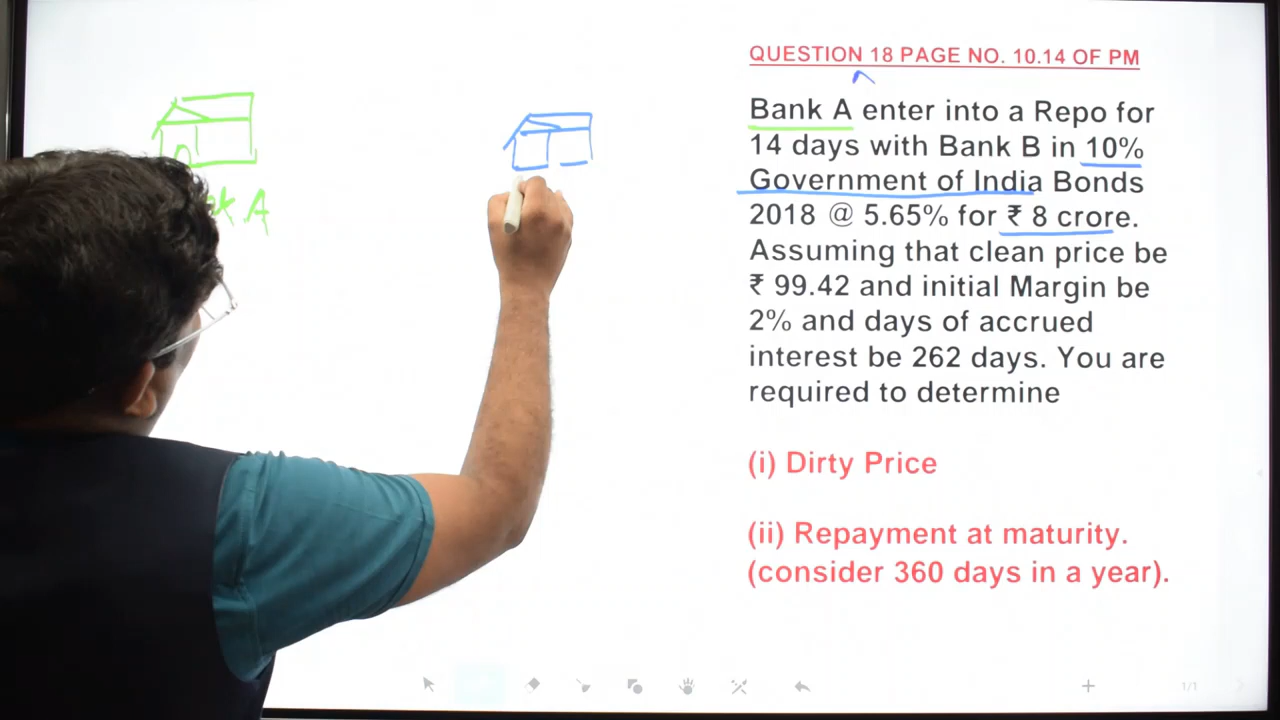 QUESTION 18 PAGE NO. 10.14 OF PM
Bank A enter into a Repo for
14 days with Bank B in 10%
Government of India Bonds
2018 @ 5.65% for ₹ 8 crore.
Assuming that clean price be
₹ 99.42 and initial Margin be
2% and days of accrued
interest be 262 days. You are
required to determine
(i) Dirty Price
(ii) Repayment at maturity.
(consider 360 days in a year).
A
1/1